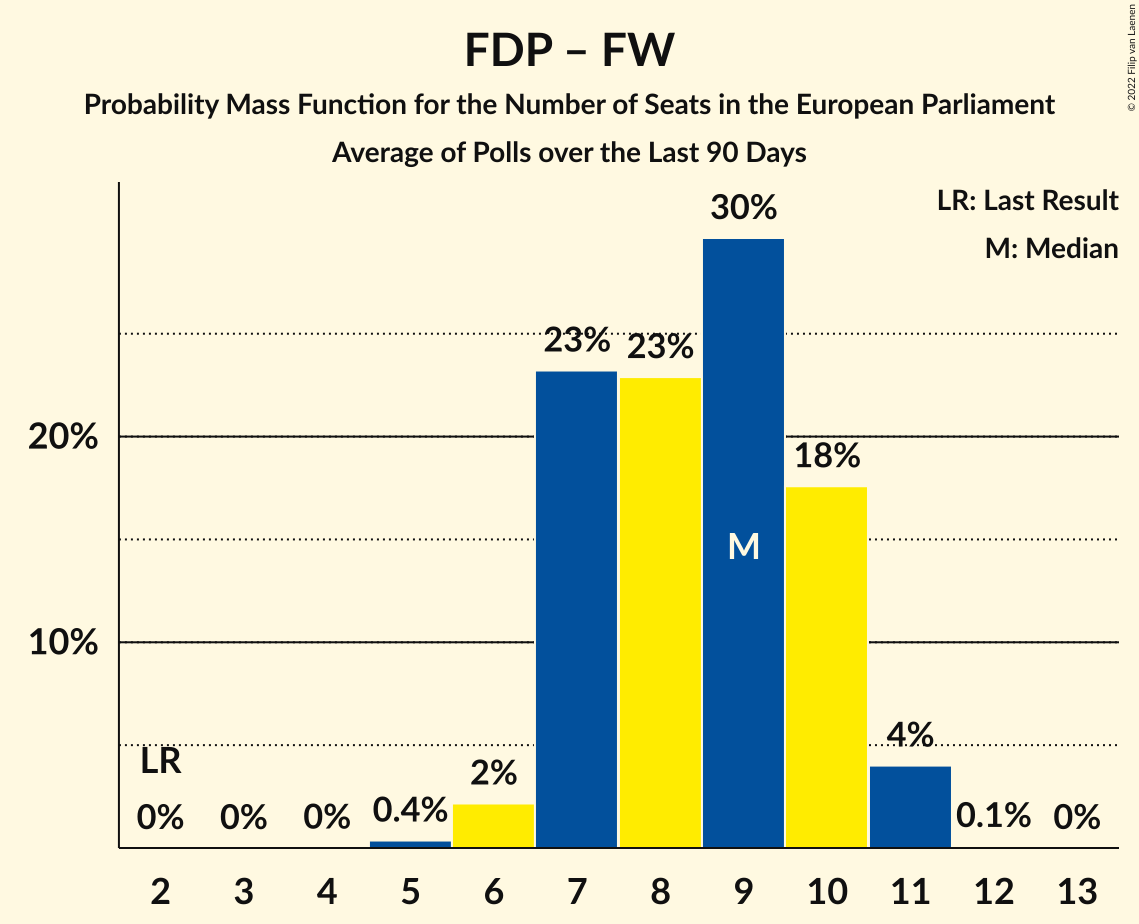 FDP – FW
Probability Mass Function for the Number of Seats in the European Parliament
Average of Polls over the Last 90 Days
© 2022 Filip van Laenen
LR: Last Result
M: Median
30%
23%
23%
20%
18%
M
10%
LR
4%
2%
0%
0%
0%
0.4%
0.1%
0%
2 3 4 5 6 7 8 9 10 11 12 13